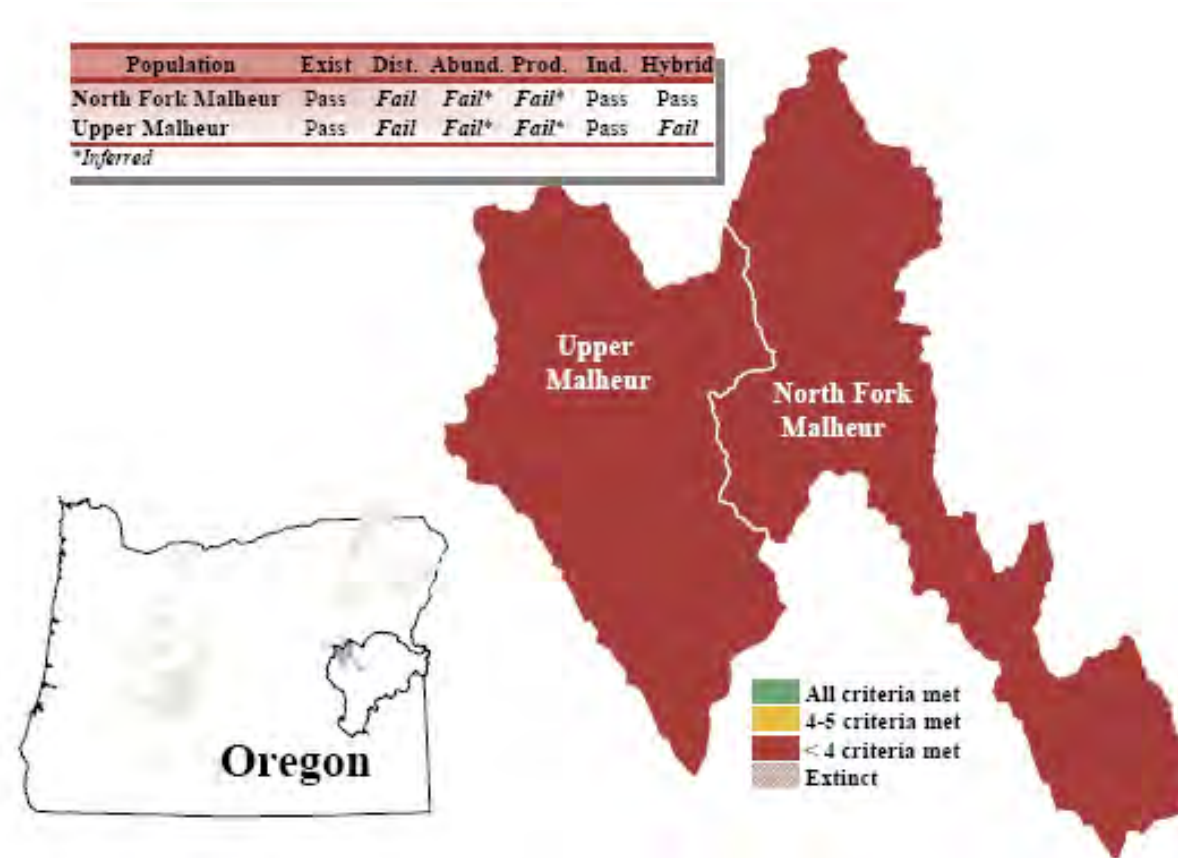 Population Exist Dist. Abund. Prod. Ind. Hybrid
North Fork Malheur Pass Fail Fail* Fail* Pass Pass
Upper Malheur Pass Fail Fail* Fail* Pass Fail
*Inferred
Upper
Malheur
North Fork
Malheur
Oregon
All criteria met
4-5 criteria met
< 4 criteria met
Extinct